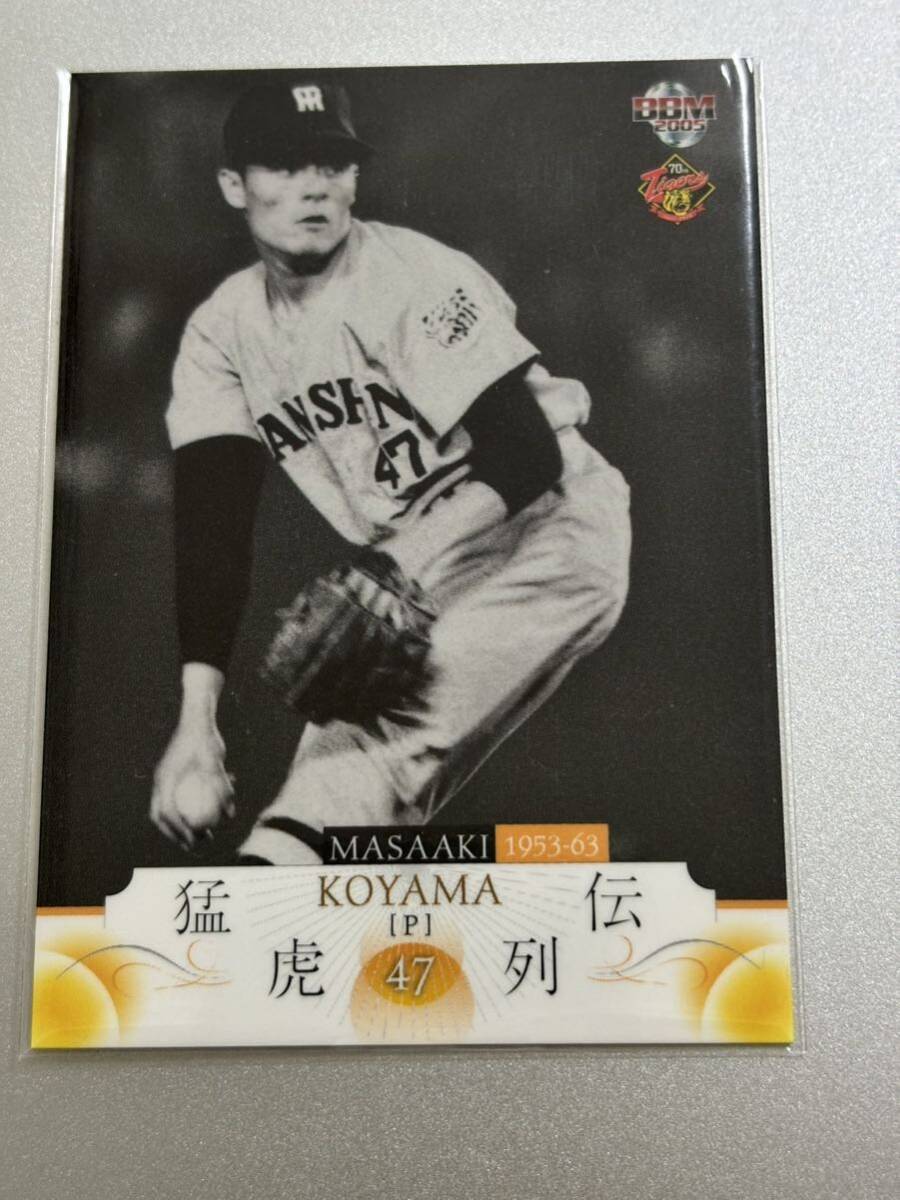 BBM
2005
70th
Tigers
HANSHIN
47
MASAAKI 1953-63
KOYAMA
[P]
猛虎列伝
47